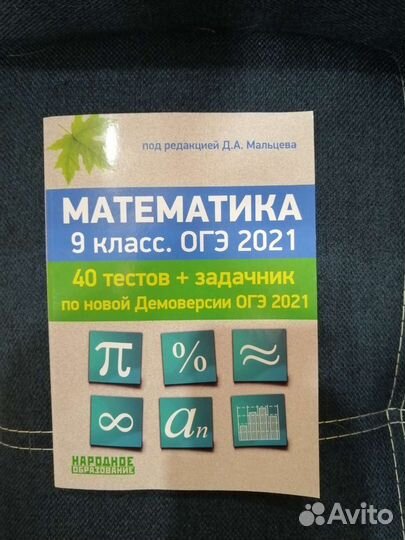 под редакцией Д.А. Мальцева
МАТЕМАТИКА
9 класс. ОГЭ 2021
40 тестов + задачник
по новой Демоверсии ОГЭ 2021
π % ≈
∞ aₙ
НАРОДНОЕ
ОБРАЗОВАНИЕ
Avito